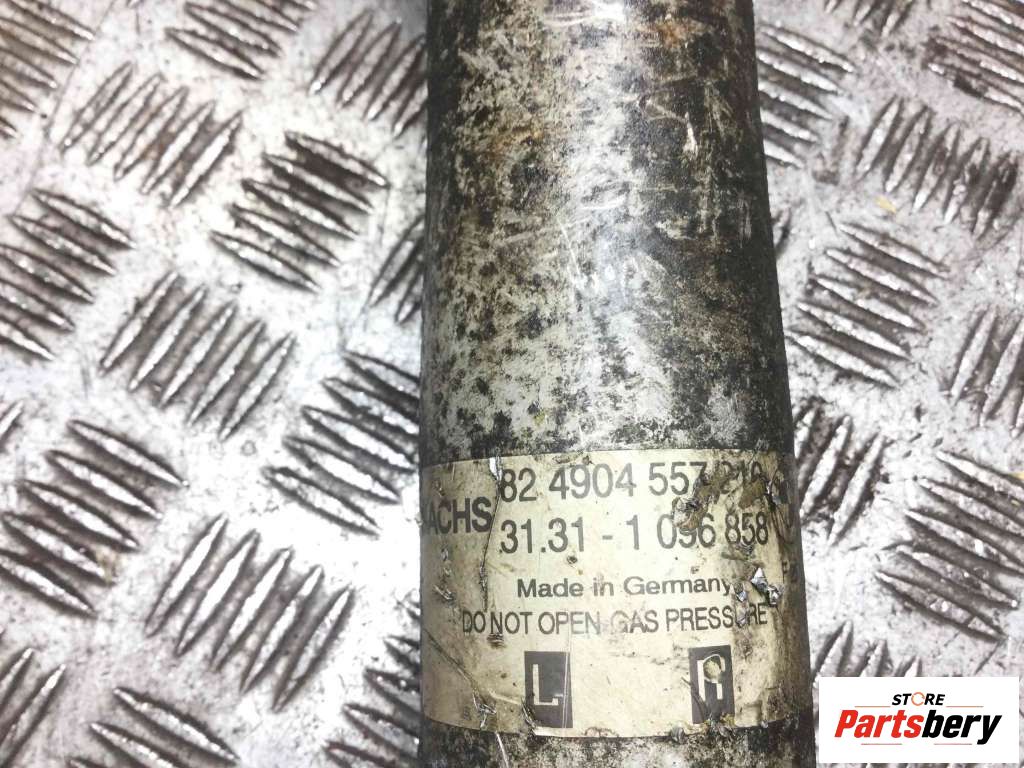 82 4904 557 210
ACHS 31.31 - 1 096 858
Made in Germany
DO NOT OPEN GAS PRESSURE
L R
STORE
Partsbery